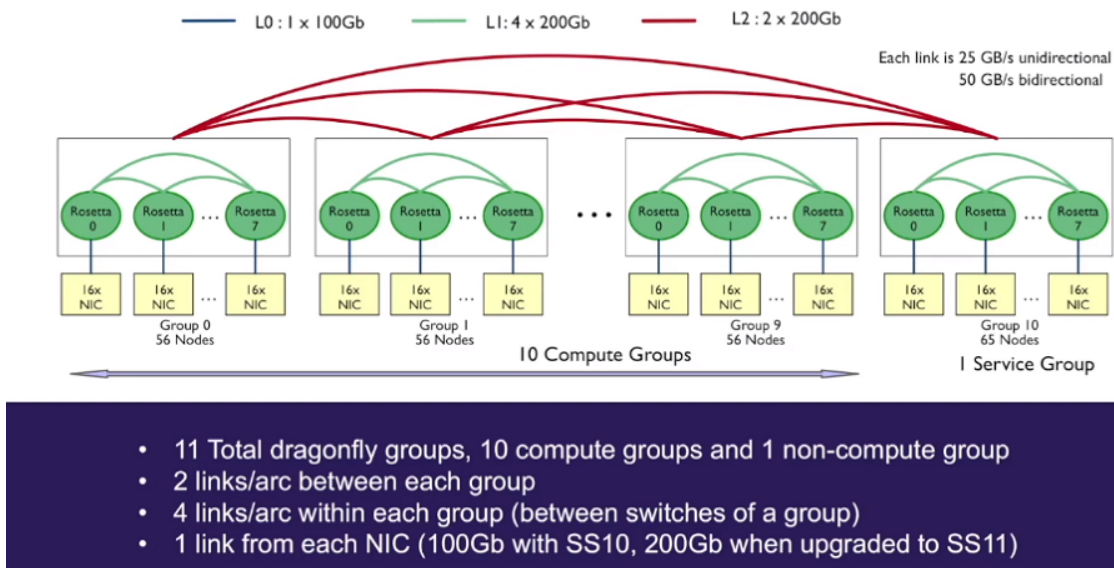 L0 : 1 x 100Gb
L1: 4 x 200Gb
L2 : 2 x 200Gb
Each link is 25 GB/s unidirectional
50 GB/s bidirectional
Rosetta 
0
Rosetta 
1
...
Rosetta 
7
Rosetta 
0
Rosetta 
1
...
Rosetta 
7
...
Rosetta 
0
Rosetta 
1
...
Rosetta 
7
Rosetta 
0
Rosetta 
1
...
Rosetta 
7
16x
NIC
16x
NIC
...
16x
NIC
16x
NIC
16x
NIC
...
16x
NIC
16x
NIC
16x
NIC
...
16x
NIC
16x
NIC
16x
NIC
...
16x
NIC
Group 0
56 Nodes
Group 1
56 Nodes
Group 9
56 Nodes
Group 10
65 Nodes
10 Compute Groups
1 Service Group
• 11 Total dragonfly groups, 10 compute groups and 1 non-compute group
• 2 links/arc between each group
• 4 links/arc within each group (between switches of a group)
• 1 link from each NIC (100Gb with SS10, 200Gb when upgraded to SS11)